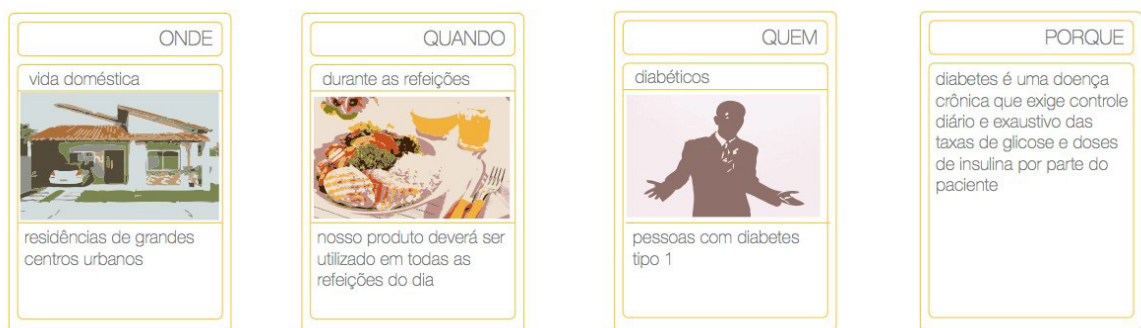 ONDE
vida doméstica
residências de grandes
centros urbanos
QUANDO
durante as refeições
nosso produto deverá ser
utilizado em todas as
refeições do dia
QUEM
diabéticos
pessoas com diabetes
tipo 1
PORQUE
diabetes é uma doença
crônica que exige controle
diário e exaustivo das
taxas de glicose e doses
de insulina por parte do
paciente